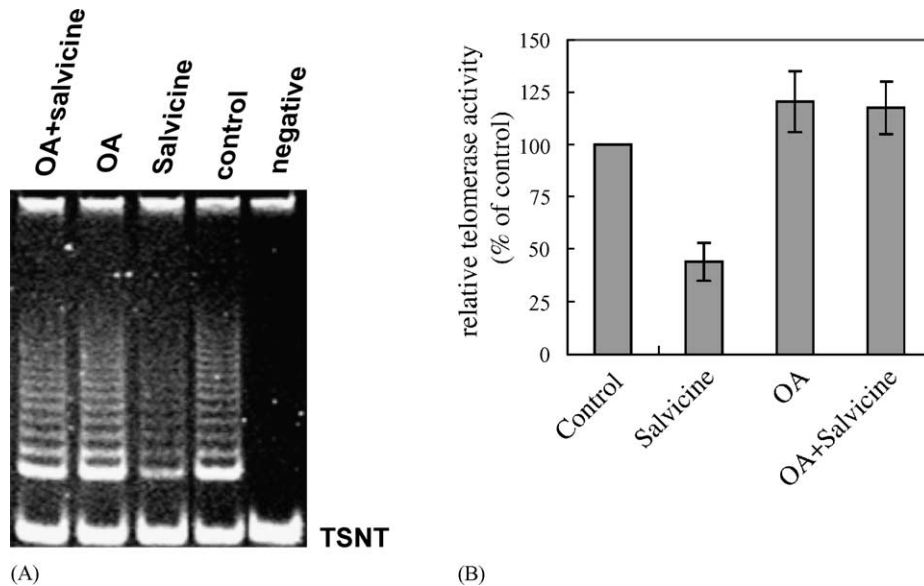 OA+salvicine
OA
Salvicine
control
negative
TSNT
(A)
relative telomerase activity
(% of control)
150
125
100
75
50
25
0
Control
Salvicine
OA
OA+Salvicine
(B)